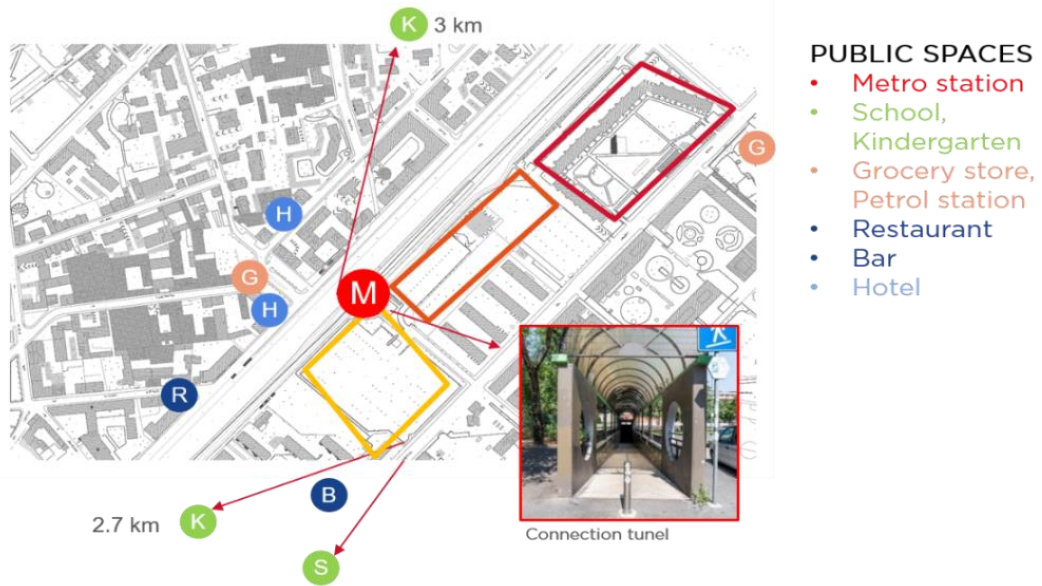 K 3 km
PUBLIC SPACES
• Metro station
• School,
Kindergarten
• Grocery store,
Petrol station
• Restaurant
• Bar
• Hotel
G
H
G
M
H
R
B
2.7 km K
S
Connection tunel